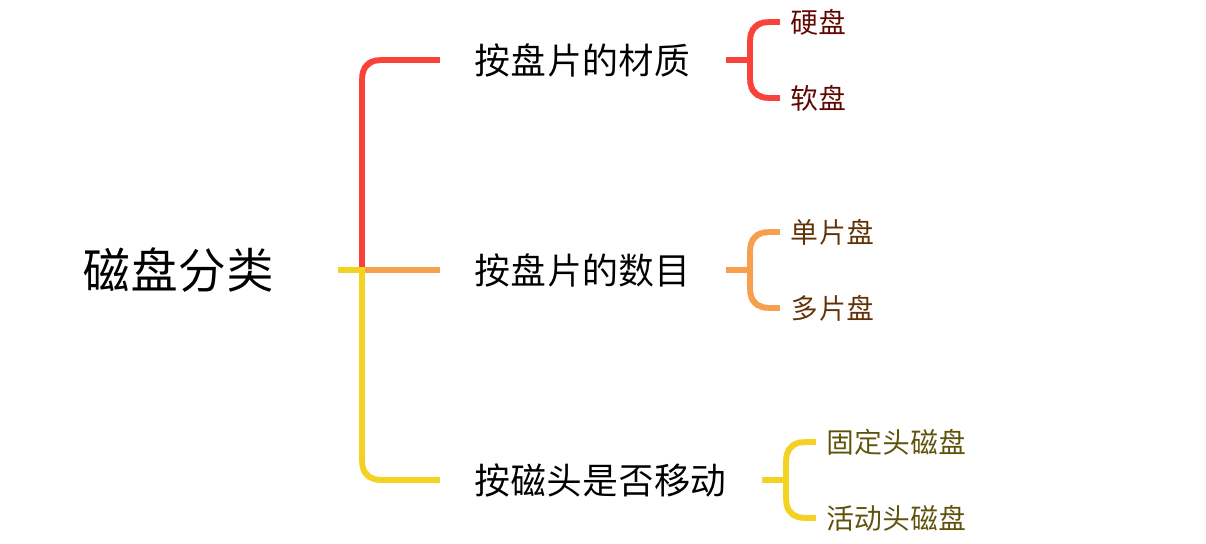 磁盘分类
按盘片的材质
硬盘
软盘
按盘片的数目
单片盘
多片盘
按磁头是否移动
固定头磁盘
活动头磁盘